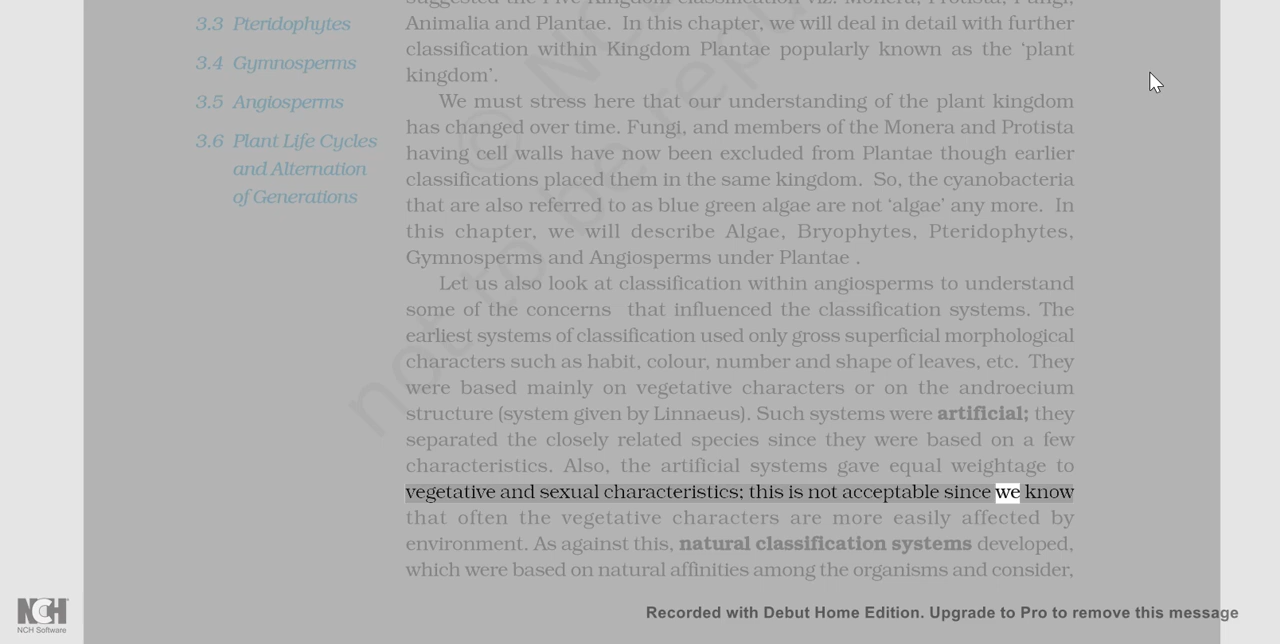 3.3 Pteridophytes
3.4 Gymnosperms
3.5 Angiosperms
3.6 Plant Life Cycles
and Alternation
of Generations
suggested the Five Kingdom classification viz. Monera, Protista, Fungi,
Animalia and Plantae. In this chapter, we will deal in detail with further
classification within Kingdom Plantae popularly known as the ‘plant
kingdom’.
We must stress here that our understanding of the plant kingdom
has changed over time. Fungi, and members of the Monera and Protista
having cell walls have now been excluded from Plantae though earlier
classifications placed them in the same kingdom. So, the cyanobacteria
that are also referred to as blue green algae are not ‘algae’ any more. In
this chapter, we will describe Algae, Bryophytes, Pteridophytes,
Gymnosperms and Angiosperms under Plantae .
Let us also look at classification within angiosperms to understand
some of the concerns that influenced the classification systems. The
earliest systems of classification used only gross superficial morphological
characters such as habit, colour, number and shape of leaves, etc. They
were based mainly on vegetative characters or on the androecium
structure (system given by Linnaeus). Such systems were artificial; they
separated the closely related species since they were based on a few
characteristics. Also, the artificial systems gave equal weightage to
vegetative and sexual characteristics; this is not acceptable since we know
that often the vegetative characters are more easily affected by
environment. As against this, natural classification systems developed,
which were based on natural affinities among the organisms and consider,
not to be
©
NCH
NCH Software
Recorded with Debut Home Edition. Upgrade to Pro to remove this message